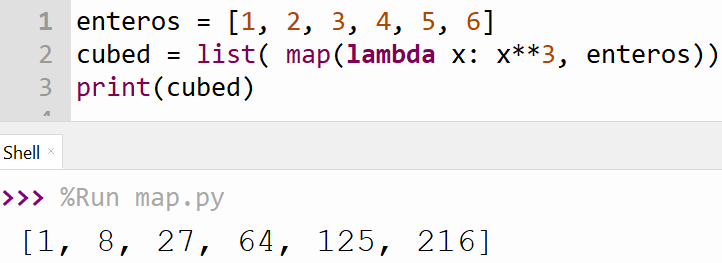 1 enteros = [1, 2, 3, 4, 5, 6]
2 cubed = list( map(lambda x: x**3, enteros))
3 print(cubed)
Shell ×
>>> %Run map.py
[1, 8, 27, 64, 125, 216]